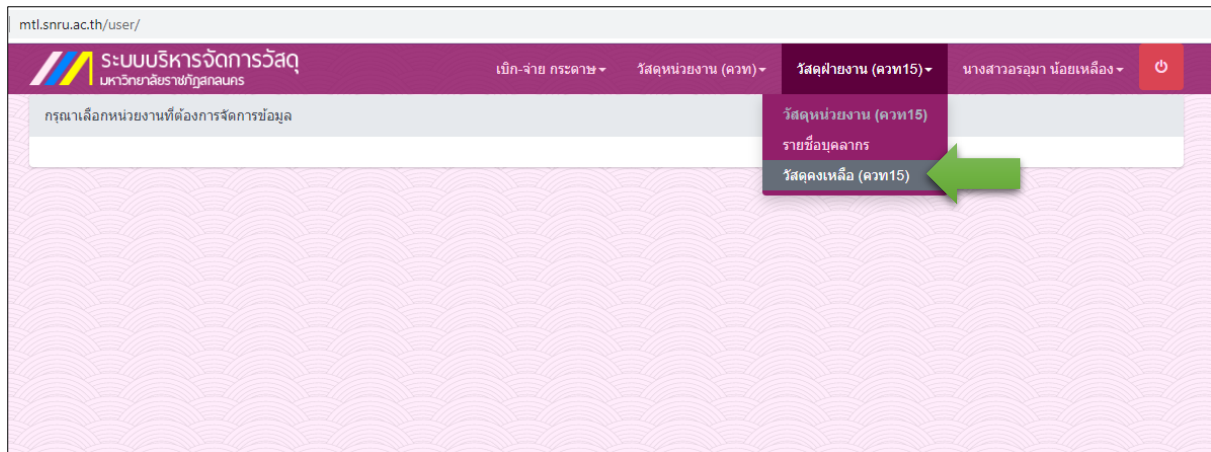 mtl.snru.ac.th/user/
ระบบบริหารจัดการวัสดุ
มหาวิทยาลัยราชภัฏสกลนคร
เบิก-จ่าย กระดาษ วัสดุหน่วยงาน (ควท) วัสดุฝ่ายงาน (ควท15) นางสาวอรอุมา น้อยเหลือง
กรุณาเลือกหน่วยงานที่ต้องการจัดการข้อมูล
วัสดุหน่วยงาน (ควท15)
รายชื่อบุคลากร
วัสดุคงเหลือ (ควท15)